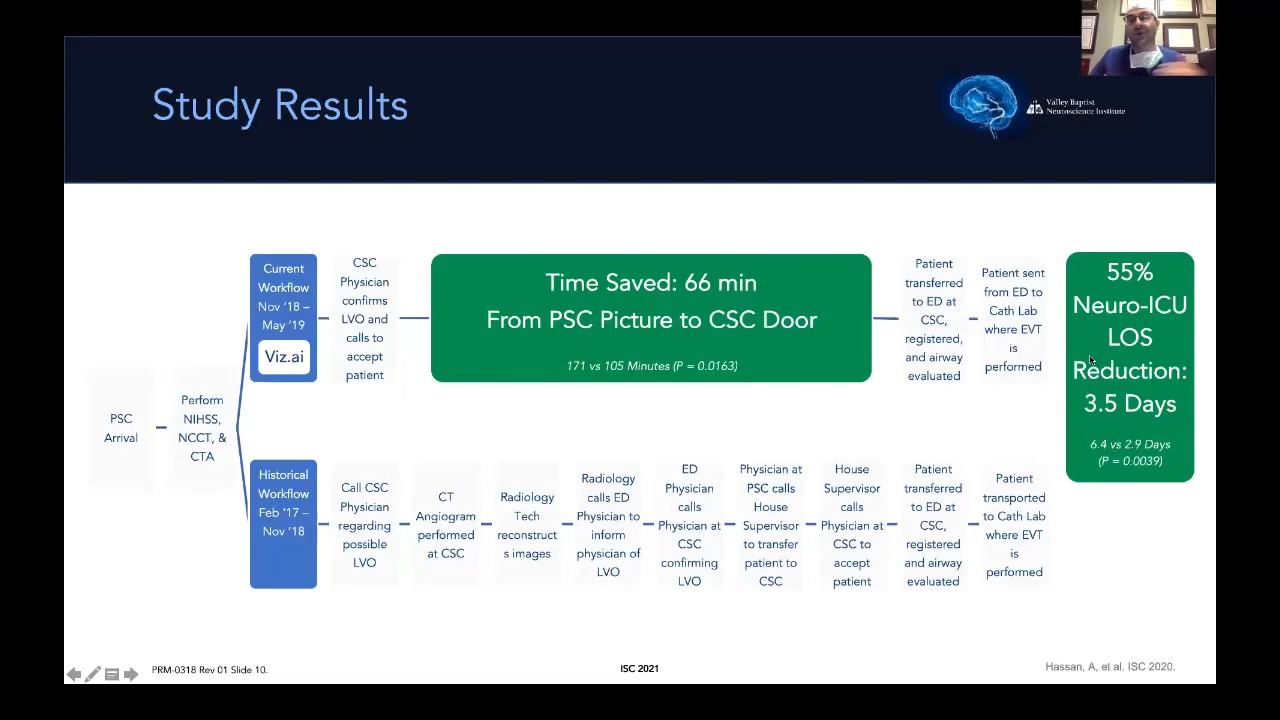 Study Results
Valley Baptist
Neuroscience Institute
PSC
Arrival
Perform
NIHSS,
NCCT, &
CTA
Current
Workflow
Nov '18 –
May '19
Viz.ai
CSC
Physician
confirms
LVO and
calls to
accept
patient
Time Saved: 66 min
From PSC Picture to CSC Door
171 vs 105 Minutes (P = 0.0163)
Patient
transferred
to ED at
CSC,
registered,
and airway
evaluated
Patient sent
from ED to
Cath Lab
where EVT
is
performed
55%
Neuro-ICU
LOS
Reduction:
3.5 Days
6.4 vs 2.9 Days
(P = 0.0039)
Historical
Workflow
Feb '17 –
Nov '18
Call CSC
Physician
regarding
possible
LVO
CT
Angiogram
performed
at CSC
Radiology
Tech
reconstruct
s images
Radiology
calls ED
Physician to
inform
physician of
LVO
ED
Physician
calls
Physician at
CSC
confirming
LVO
Physician at
PSC calls
House
Supervisor
to transfer
patient to
CSC
House
Supervisor
calls
Physician at
CSC to
accept
patient
Patient
transferred
to ED at
CSC,
registered
and airway
evaluated
Patient
transported
to Cath Lab
where EVT
is
performed
PRM-0318 Rev 01 Slide 10.
ISC 2021
Hassan, A, et al. ISC 2020.